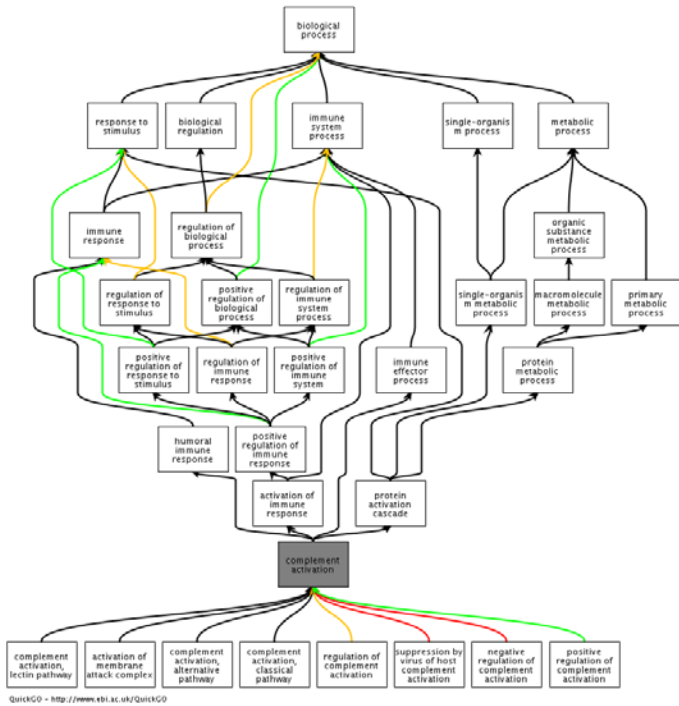 biological
process
response to
stimulus
biological
regulation
immune
system
process
single-organis
m process
metabolic
process
immune
response
regulation of
biological
process
organic
substance
metabolic
process
regulation of
response to
stimulus
positive
regulation of
biological
process
regulation of
immune
system
process
single-organis
m metabolic
process
macromolecule
metabolic
process
primary
metabolic
process
positive
regulation of
response to
stimulus
regulation of
immune
response
positive
regulation of
immune
system
immune
effector
process
protein
metabolic
process
humoral
immune
response
positive
regulation of
immune
response
activation of
immune
response
protein
activation
cascade
complement
activation
complement
activation,
lectin pathway
activation of
membrane
attack complex
complement
activation,
alternative
pathway
complement
activation,
classical
pathway
regulation of
complement
activation
suppression by
virus of host
complement
activation
negative
regulation of
complement
activation
positive
regulation of
complement
activation
QuickGO - http://www.ebi.ac.uk/QuickGO